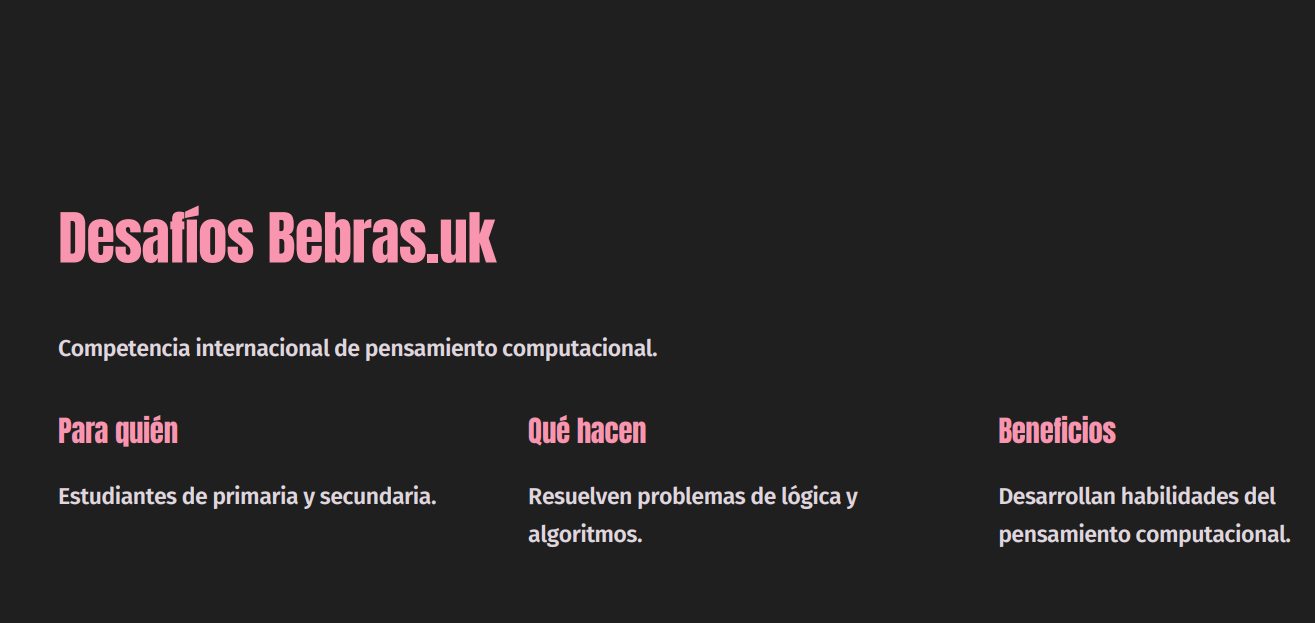 Desafíos Bebras.uk
Competencia internacional de pensamiento computacional.
Para quién
Estudiantes de primaria y secundaria.
Qué hacen
Resuelven problemas de lógica y
algoritmos.
Beneficios
Desarrollan habilidades del
pensamiento computacional.